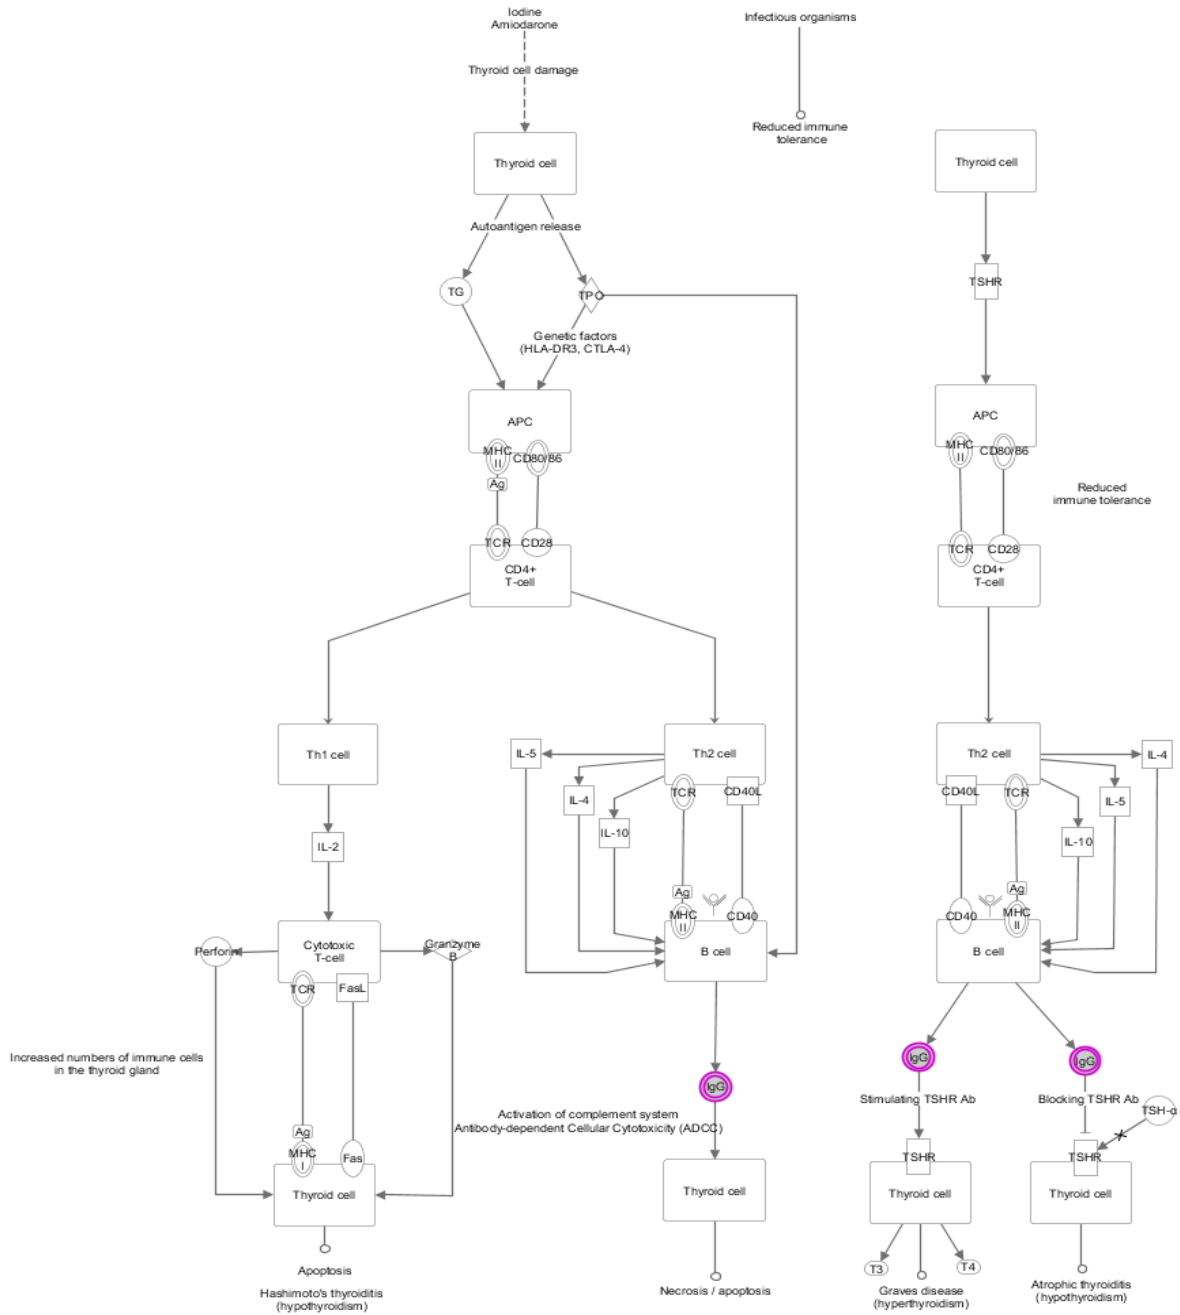 Iodine
Amiodarone
Thyroid cell damage
Thyroid cell
Autoantigen release
TG
TPO
Genetic factors
(HLA-DR3, CTLA-4)
APC
MHC
II
CD80/86
Ag
TCR
CD28
CD4+
T-cell
Infectious organisms
Reduced immune
tolerance
Thyroid cell
TSHR
APC
MHC
II
CD80/86
Reduced
immune tolerance
TCR
CD28
CD4+
T-cell
Th1 cell
IL-2
Cytotoxic
T-cell
Perforin
Granzyme
B
TCR
FasL
Increased numbers of immune cells
in the thyroid gland
Ag
MHC
I
Fas
Thyroid cell
Apoptosis
Hashimoto's thyroiditis
(hypothyroidism)
Th2 cell
IL-5
IL-4
IL-10
TCR
CD40L
Ag
MHC
II
CD40
B cell
IgG
Activation of complement system
Antibody-dependent Cellular Cytotoxicity (ADCC)
Thyroid cell
Necrosis / apoptosis
Th2 cell
IL-4
IL-5
IL-10
CD40L
TCR
Ag
CD40
MHC
II
B cell
IgG
IgG
Stimulating TSHR Ab
Blocking TSHR Ab
TSH-α
TSHR
TSHR
Thyroid cell
Thyroid cell
T3
T4
Graves disease
(hyperthyroidism)
Atrophic thyroiditis
(hypothyroidism)